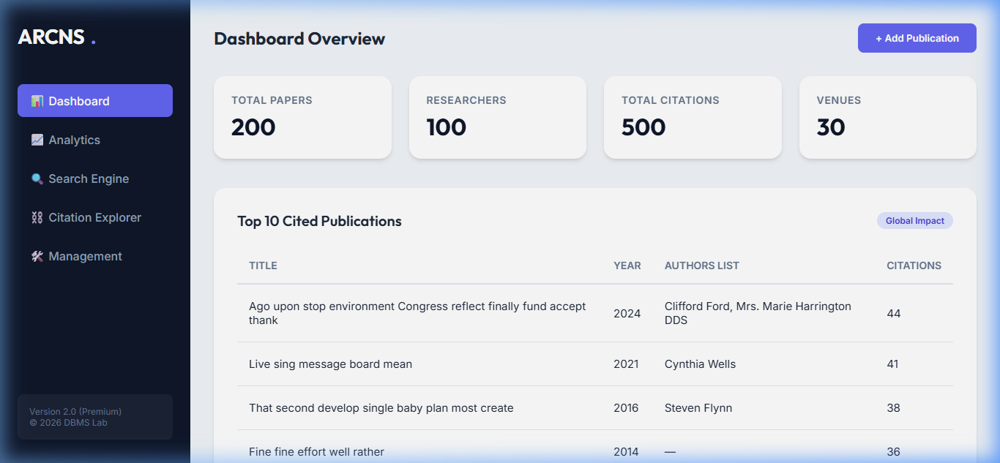 ARCNS .
Dashboard
Analytics
Search Engine
Citation Explorer
Management
Version 2.0 (Premium)
© 2026 DBMS Lab
Dashboard Overview
+ Add Publication
TOTAL PAPERS
200
RESEARCHERS
100
TOTAL CITATIONS
500
VENUES
30
Top 10 Cited Publications
Global Impact
TITLE YEAR AUTHORS LIST CITATIONS
Ago upon stop environment Congress reflect finally fund accept
thank
2024
Clifford Ford, Mrs. Marie Harrington
DDS
44
Live sing message board mean 2021 Cynthia Wells 41
That second develop single baby plan most create 2016 Steven Flynn 38
Fine fine effort well rather 2014 — 36